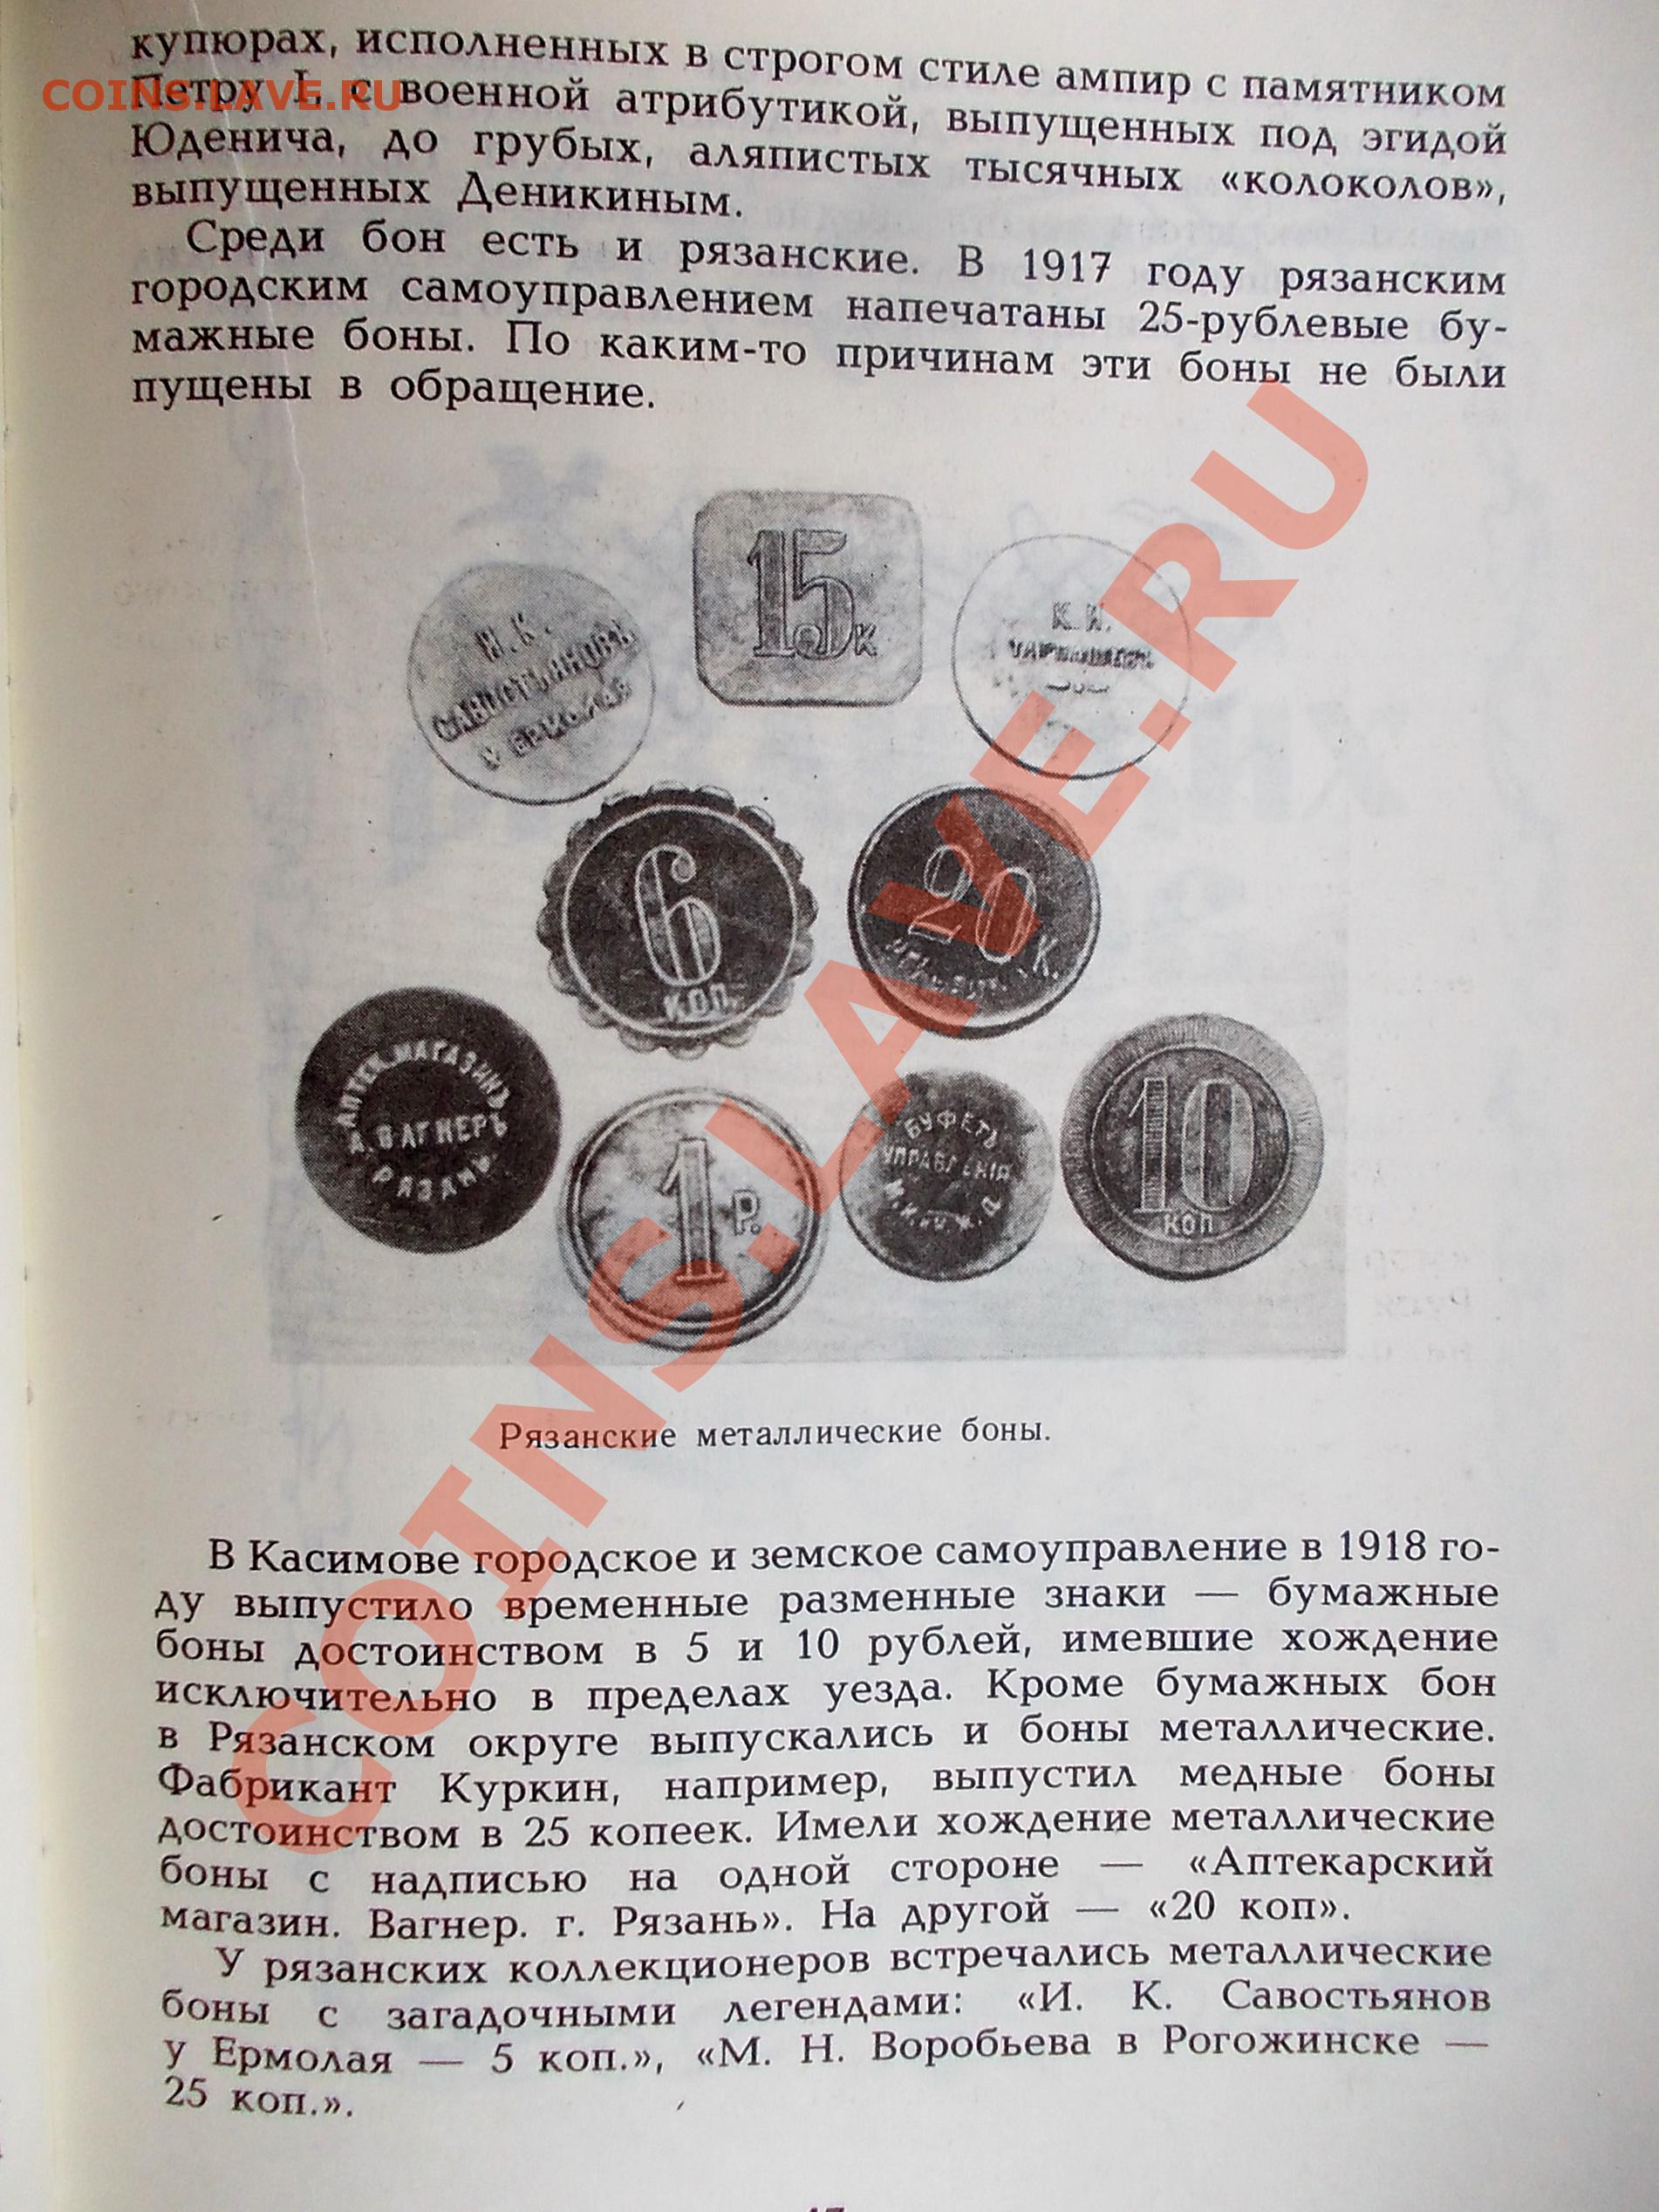 купюрах, исполненных в строгом стиле ампир с памятником
COINS.LAVE.RU
Петру I, с военной атрибутикой, выпущенных под эгидой
Юденича, до грубых, аляпистых тысячных «колоколов»,
выпущенных Деникиным.
Среди бон есть и рязанские. В 1917 году рязанским
городским самоуправлением напечатаны 25-рублевые бу-
мажные боны. По каким-то причинам эти боны не были
пущены в обращение.
15 К
И. К.
САВОСТЬЯНОВЪ
У ЕРМОЛАЯ
К. И.
6
КОП.
20
К.
АПТЕК. МАГАЗИНЪ
А. ВАГНЕРЪ
РЯЗАНЬ.
1 Р.
БУФЕТЪ
УПРАВЛЕНІЯ
10
КОП
COINS.LAVE.RU
Рязанские металлические боны.
В Касимове городское и земское самоуправление в 1918 го-
ду выпустило временные разменные знаки — бумажные
боны достоинством в 5 и 10 рублей, имевшие хождение
исключительно в пределах уезда. Кроме бумажных бон
в Рязанском округе выпускались и боны металлические.
Фабрикант Куркин, например, выпустил медные боны
достоинством в 25 копеек. Имели хождение металлические
боны с надписью на одной стороне — «Аптекарский
магазин. Вагнер. г. Рязань». На другой — «20 коп».
У рязанских коллекционеров встречались металлические
боны с загадочными легендами: «И. К. Савостьянов
у Ермолая — 5 коп.», «М. Н. Воробьева в Рогожинске —
25 коп.».